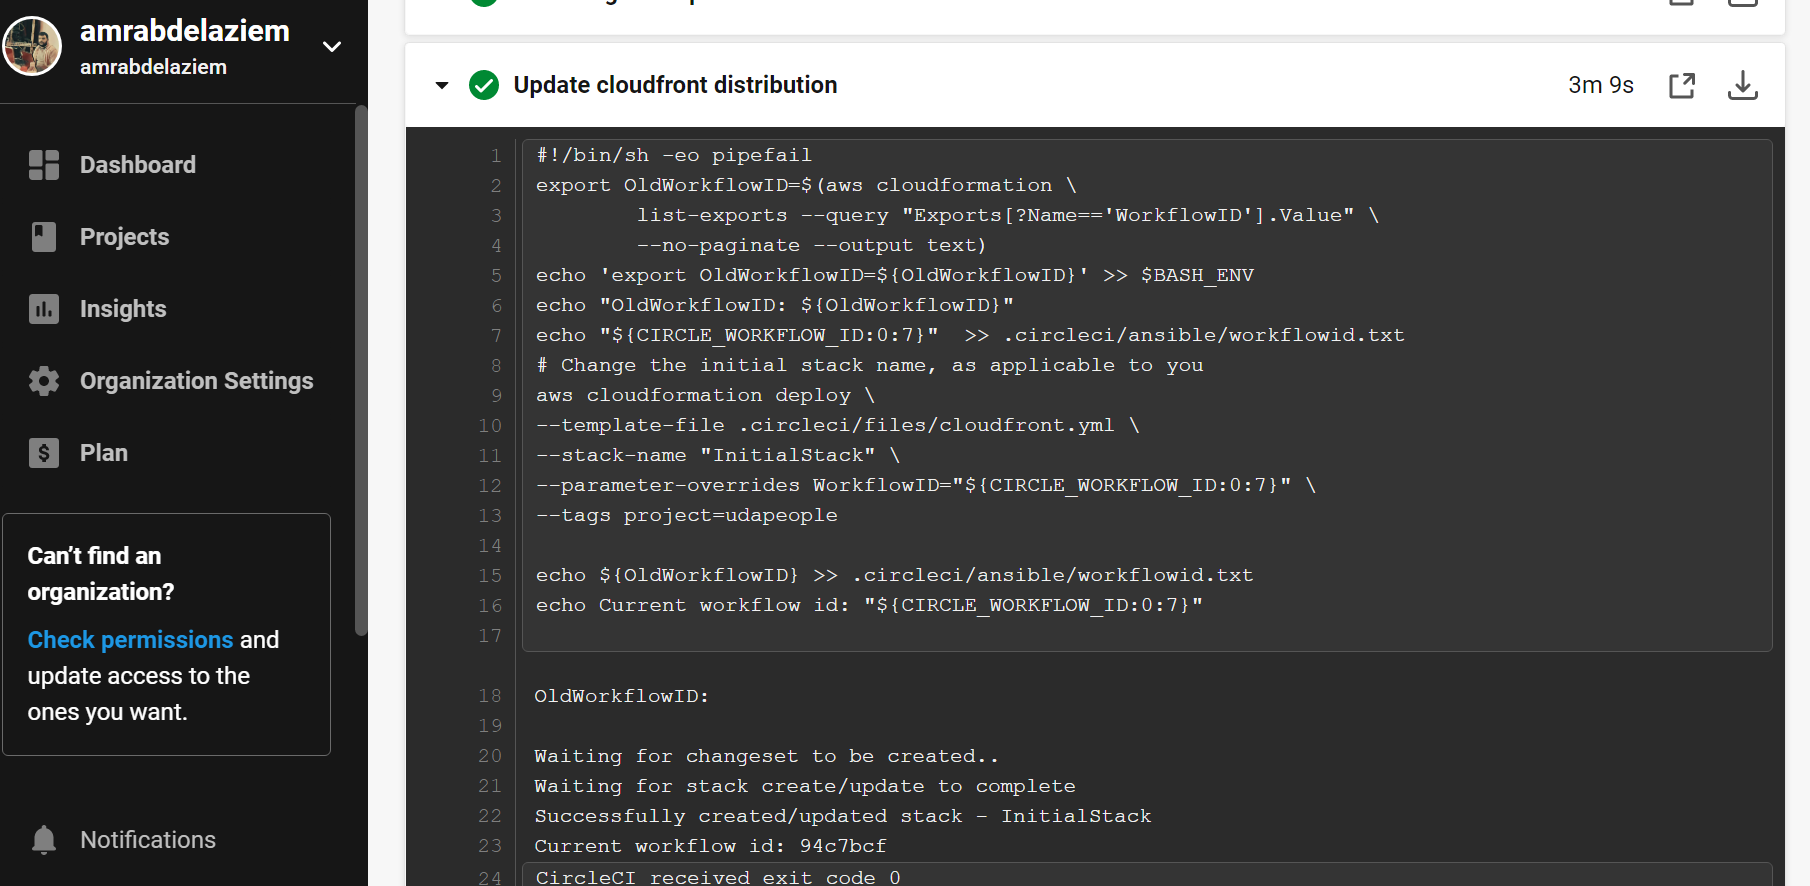 amrabdelaziem
amrabdelaziem
Dashboard
Projects
Insights
Organization Settings
Plan
Can't find an
organization?
Check permissions and
update access to the
ones you want.
Notifications
Update cloudfront distribution
3m 9s
1 #!/bin/sh -eo pipefail
2 export OldWorkflowID=$(aws cloudformation \
3 list-exports --query "Exports[?Name=='WorkflowID'].Value" \
4 --no-paginate --output text)
5 echo 'export OldWorkflowID=${OldWorkflowID}' >> $BASH_ENV
6 echo "OldWorkflowID: ${OldWorkflowID}"
7 echo "${CIRCLE_WORKFLOW_ID:0:7}"  >> .circleci/ansible/workflowid.txt
8 # Change the initial stack name, as applicable to you
9 aws cloudformation deploy \
10 --template-file .circleci/files/cloudfront.yml \
11 --stack-name "InitialStack" \
12 --parameter-overrides WorkflowID="${CIRCLE_WORKFLOW_ID:0:7}" \
13 --tags project=udapeople
14
15 echo ${OldWorkflowID} >> .circleci/ansible/workflowid.txt
16 echo Current workflow id: "${CIRCLE_WORKFLOW_ID:0:7}"
17
18 OldWorkflowID:
19
20 Waiting for changeset to be created..
21 Waiting for stack create/update to complete
22 Successfully created/updated stack - InitialStack
23 Current workflow id: 94c7bcf
24 CircleCI received exit code 0